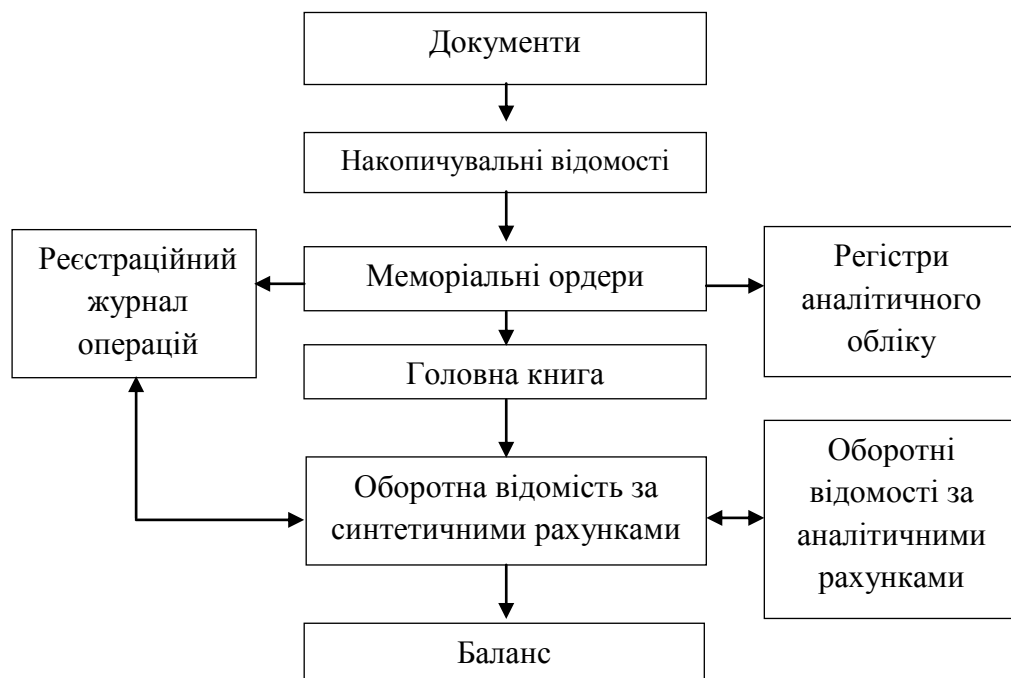 Документи
Накопичувальні відомості
Реєстраційний
журнал
операцій
Меморіальні ордери
Регістри
аналітичного
обліку
Головна книга
Оборотна відомість за
синтетичними рахунками
Оборотні
відомості за
аналітичними
рахунками
Баланс